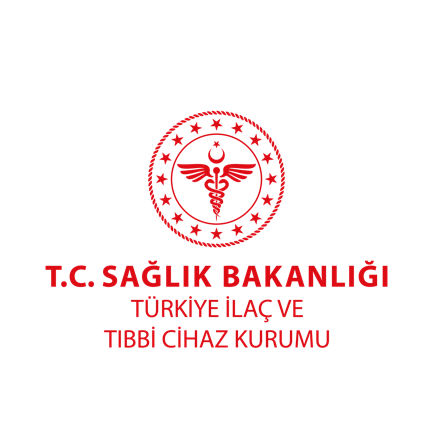 T.C. SAĞLIK BAKANLIĞI
TÜRKİYE İLAÇ VE
TIBBİ CİHAZ KURUMU